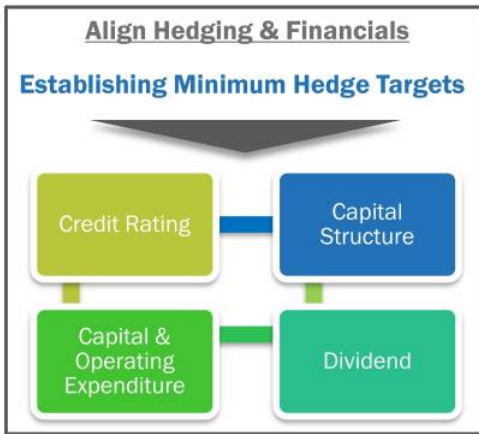 Align Hedging & Financials
Establishing Minimum Hedge Targets
Credit Rating
Capital
Structure
Capital &
Operating
Expenditure
Dividend